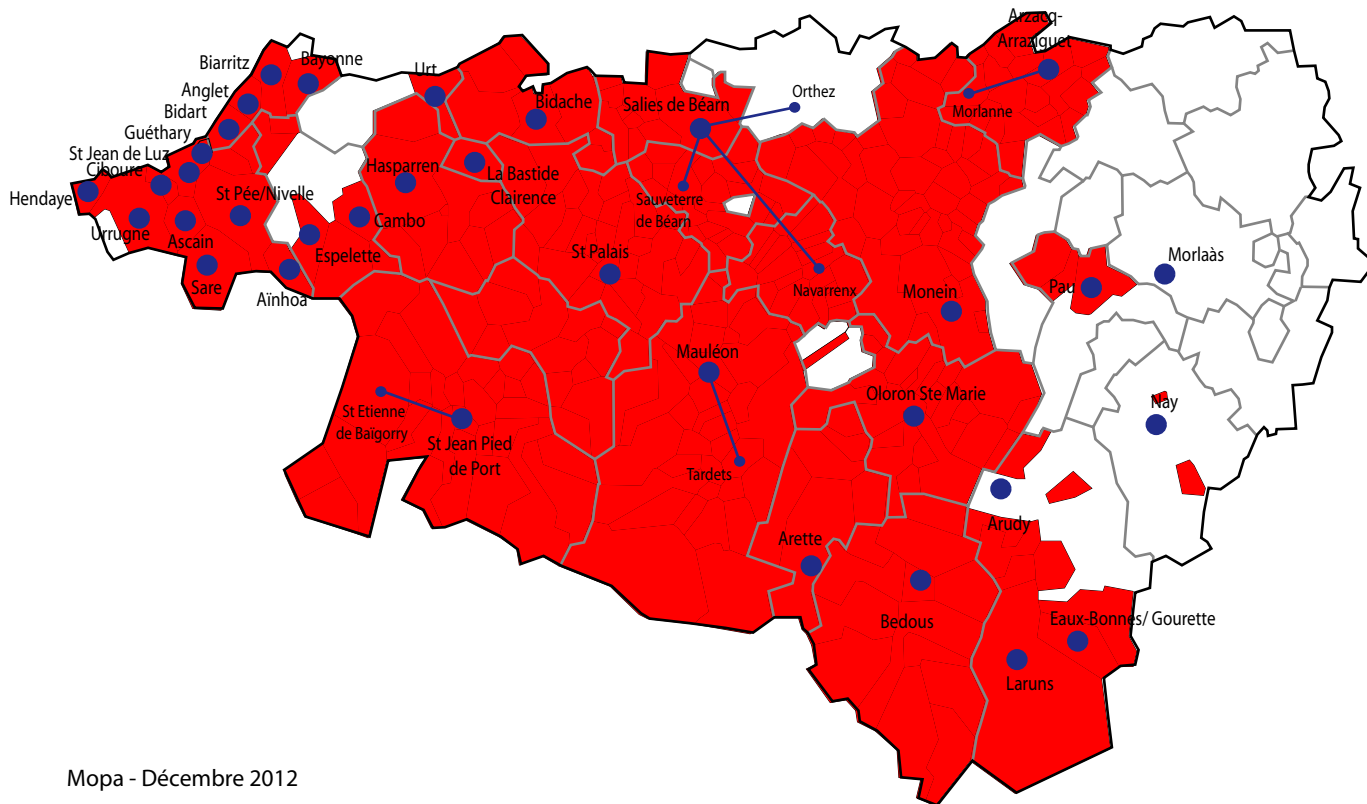 Arzacq-
Arraziguet
Biarritz
Bayonne
Urt
Anglet
Bidache
Salies de Béarn
Orthez
Morlanne
Bidart
Guéthary
St Jean de Luz
Ciboure
Hasparren
La Bastide
Clairence
Hendaye
St Pée/Nivelle
Cambo
Sauveterre
de Béarn
Urrugne
Ascain
Espelette
St Palais
Morlaàs
Sare
Aïnhoa
Navarrenx
Monein
Pau
Mauléon
Oloron Ste Marie
Nay
St Etienne
de Baïgorry
St Jean Pied
de Port
Tardets
Arudy
Arette
Bedous
Eaux-Bonnes/ Gourette
Laruns
Mopa - Décembre 2012